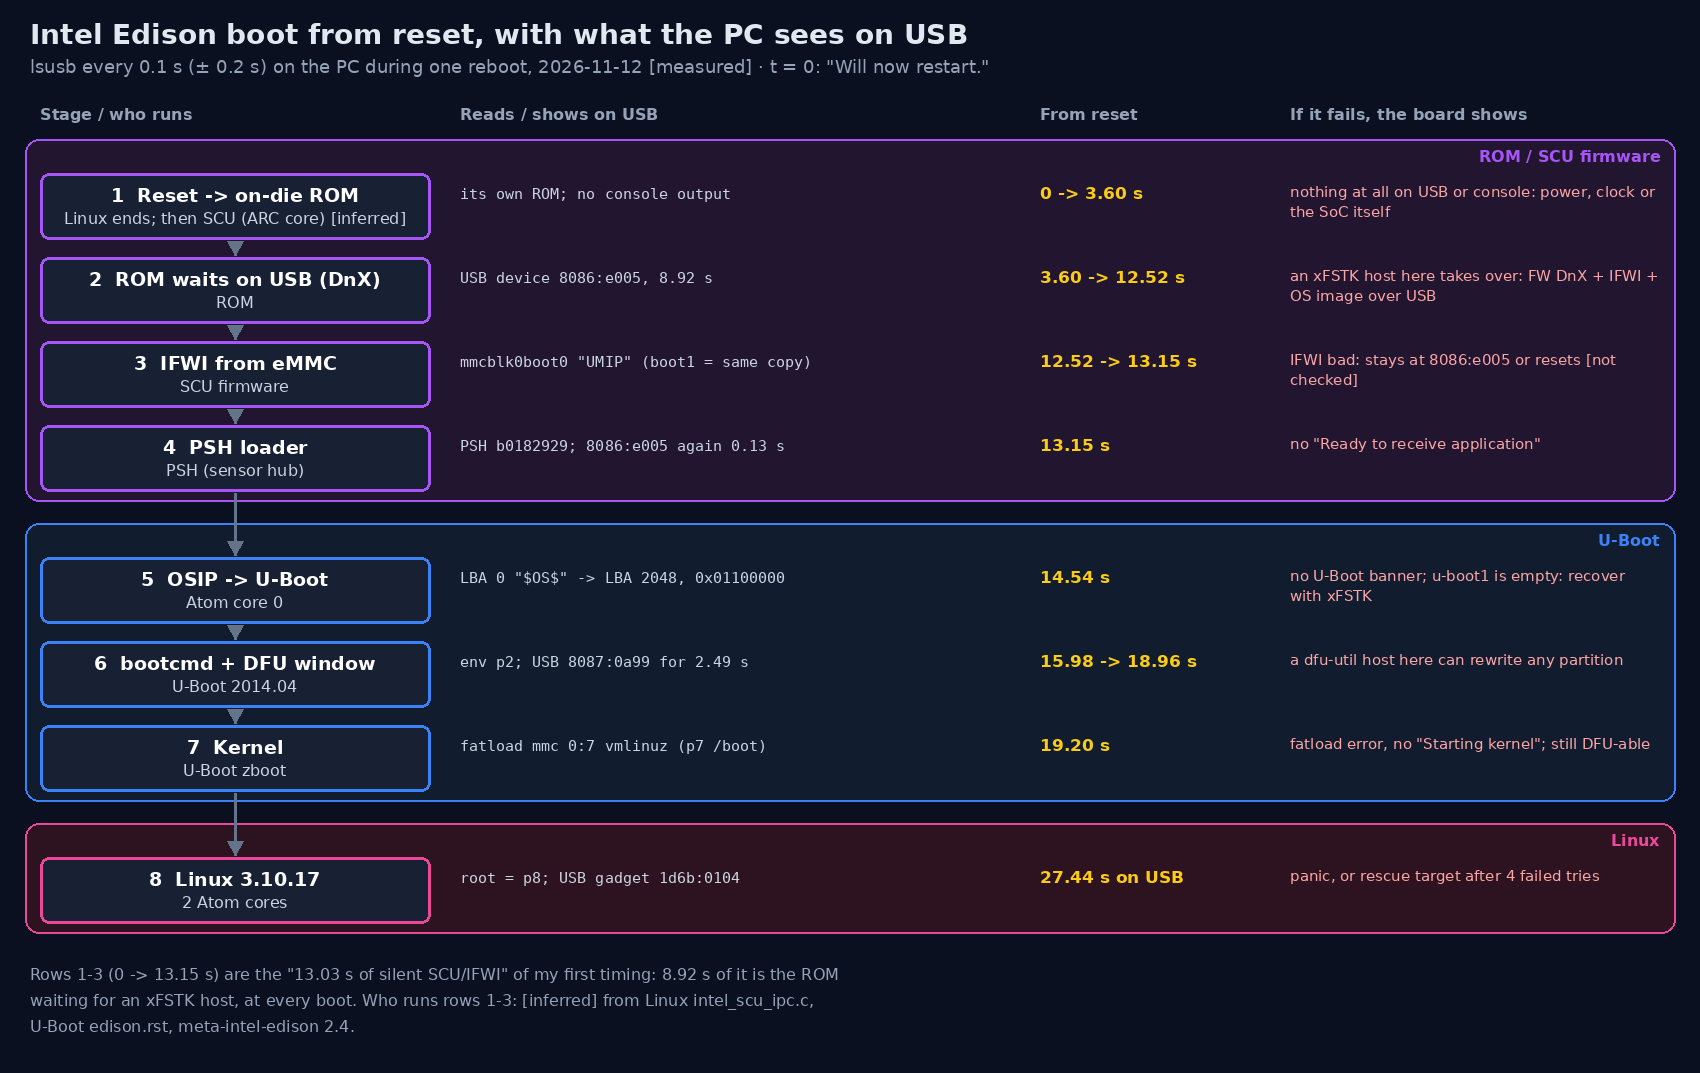 Intel Edison boot from reset, with what the PC sees on USB
lsusb every 0.1 s (± 0.2 s) on the PC during one reboot, 2026-11-12 [measured] · t = 0: "Will now restart."
Stage / who runs
Reads / shows on USB
From reset
If it fails, the board shows
ROM / SCU firmware
1 Reset -> on-die ROM
Linux ends; then SCU (ARC core) [inferred]
its own ROM; no console output
0 -> 3.60 s
nothing at all on USB or console: power, clock or
the SoC itself
2 ROM waits on USB (DnX)
ROM
USB device 8086:e005, 8.92 s
3.60 -> 12.52 s
an xFSTK host here takes over: FW DnX + IFWI +
OS image over USB
3 IFWI from eMMC
SCU firmware
mmcblk0boot0 "UMIP" (boot1 = same copy)
12.52 -> 13.15 s
IFWI bad: stays at 8086:e005 or resets [not
checked]
4 PSH loader
PSH (sensor hub)
PSH b0182929; 8086:e005 again 0.13 s
13.15 s
no "Ready to receive application"
U-Boot
5 OSIP -> U-Boot
Atom core 0
LBA 0 "$OS$" -> LBA 2048, 0x01100000
14.54 s
no U-Boot banner; u-boot1 is empty: recover
with xFSTK
6 bootcmd + DFU window
U-Boot 2014.04
env p2; USB 8087:0a99 for 2.49 s
15.98 -> 18.96 s
a dfu-util host here can rewrite any partition
7 Kernel
U-Boot zboot
fatload mmc 0:7 vmlinuz (p7 /boot)
19.20 s
fatload error, no "Starting kernel"; still DFU-able
Linux
8 Linux 3.10.17
2 Atom cores
root = p8; USB gadget 1d6b:0104
27.44 s on USB
panic, or rescue target after 4 failed tries
Rows 1-3 (0 -> 13.15 s) are the "13.03 s of silent SCU/IFWI" of my first timing: 8.92 s of it is the ROM
waiting for an xFSTK host, at every boot. Who runs rows 1-3: [inferred] from Linux intel_scu_ipc.c,
U-Boot edison.rst, meta-intel-edison 2.4.